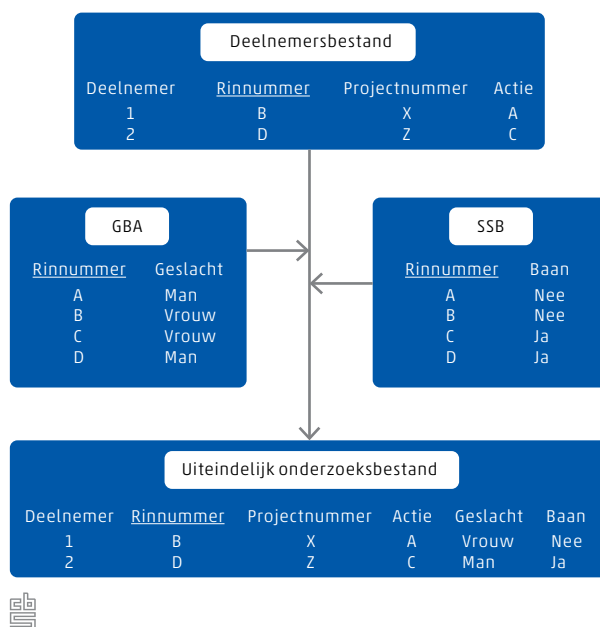 Deelnemersbestand
Deelnemer Rinnummer Projectnummer Actie
1 B X A
2 D Z C
GBA
Rinnummer Geslacht
A Man
B Vrouw
C Vrouw
D Man
SSB
Rinnummer Baan
A Nee
B Nee
C Ja
D Ja
Uiteindelijk onderzoeksbestand
Deelnemer Rinnummer Projectnummer Actie Geslacht Baan
1 B X A Vrouw Nee
2 D Z C Man Ja
cbs